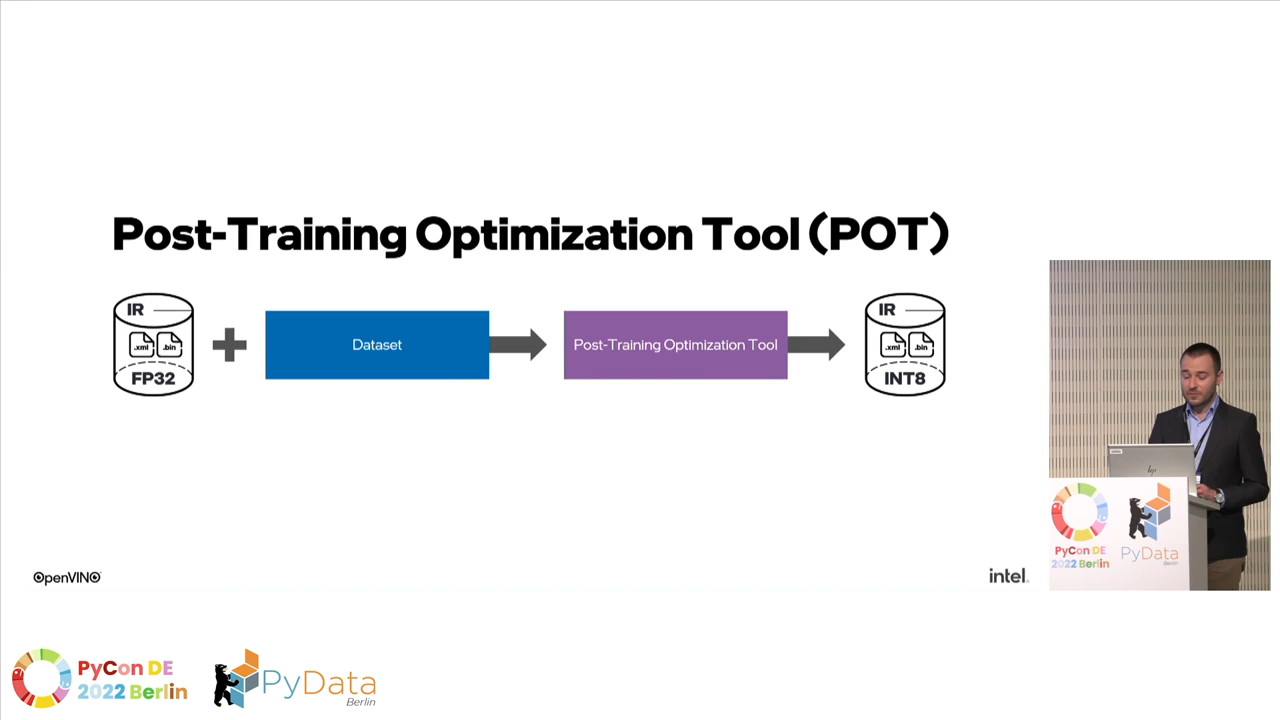 Post-Training Optimization Tool (POT)
IR
.xml .bin
FP32
Dataset
Post-Training Optimization Tool
IR
.xml .bin
INT8
OpenVINO
intel.
hp
PyCon DE
2022 Berlin
PyData
Berlin
PyCon DE
2022 Berlin
PyData
Berlin